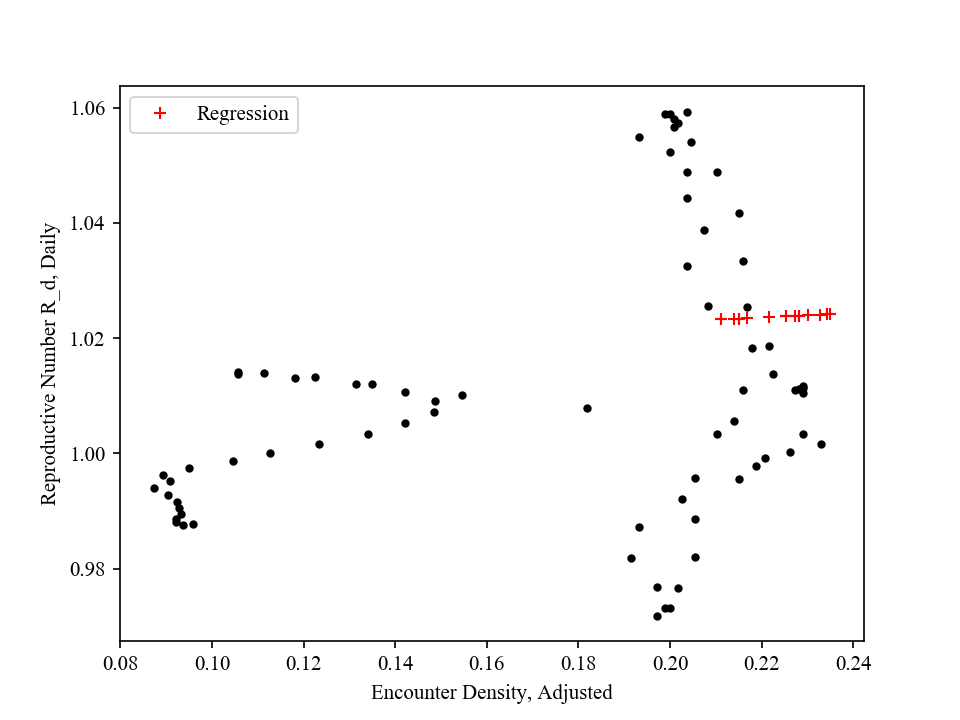 Regression
1.06
1.04
1.02
1.00
0.98
Reproductive Number R_d, Daily
0.08 0.10 0.12 0.14 0.16 0.18 0.20 0.22 0.24
Encounter Density, Adjusted